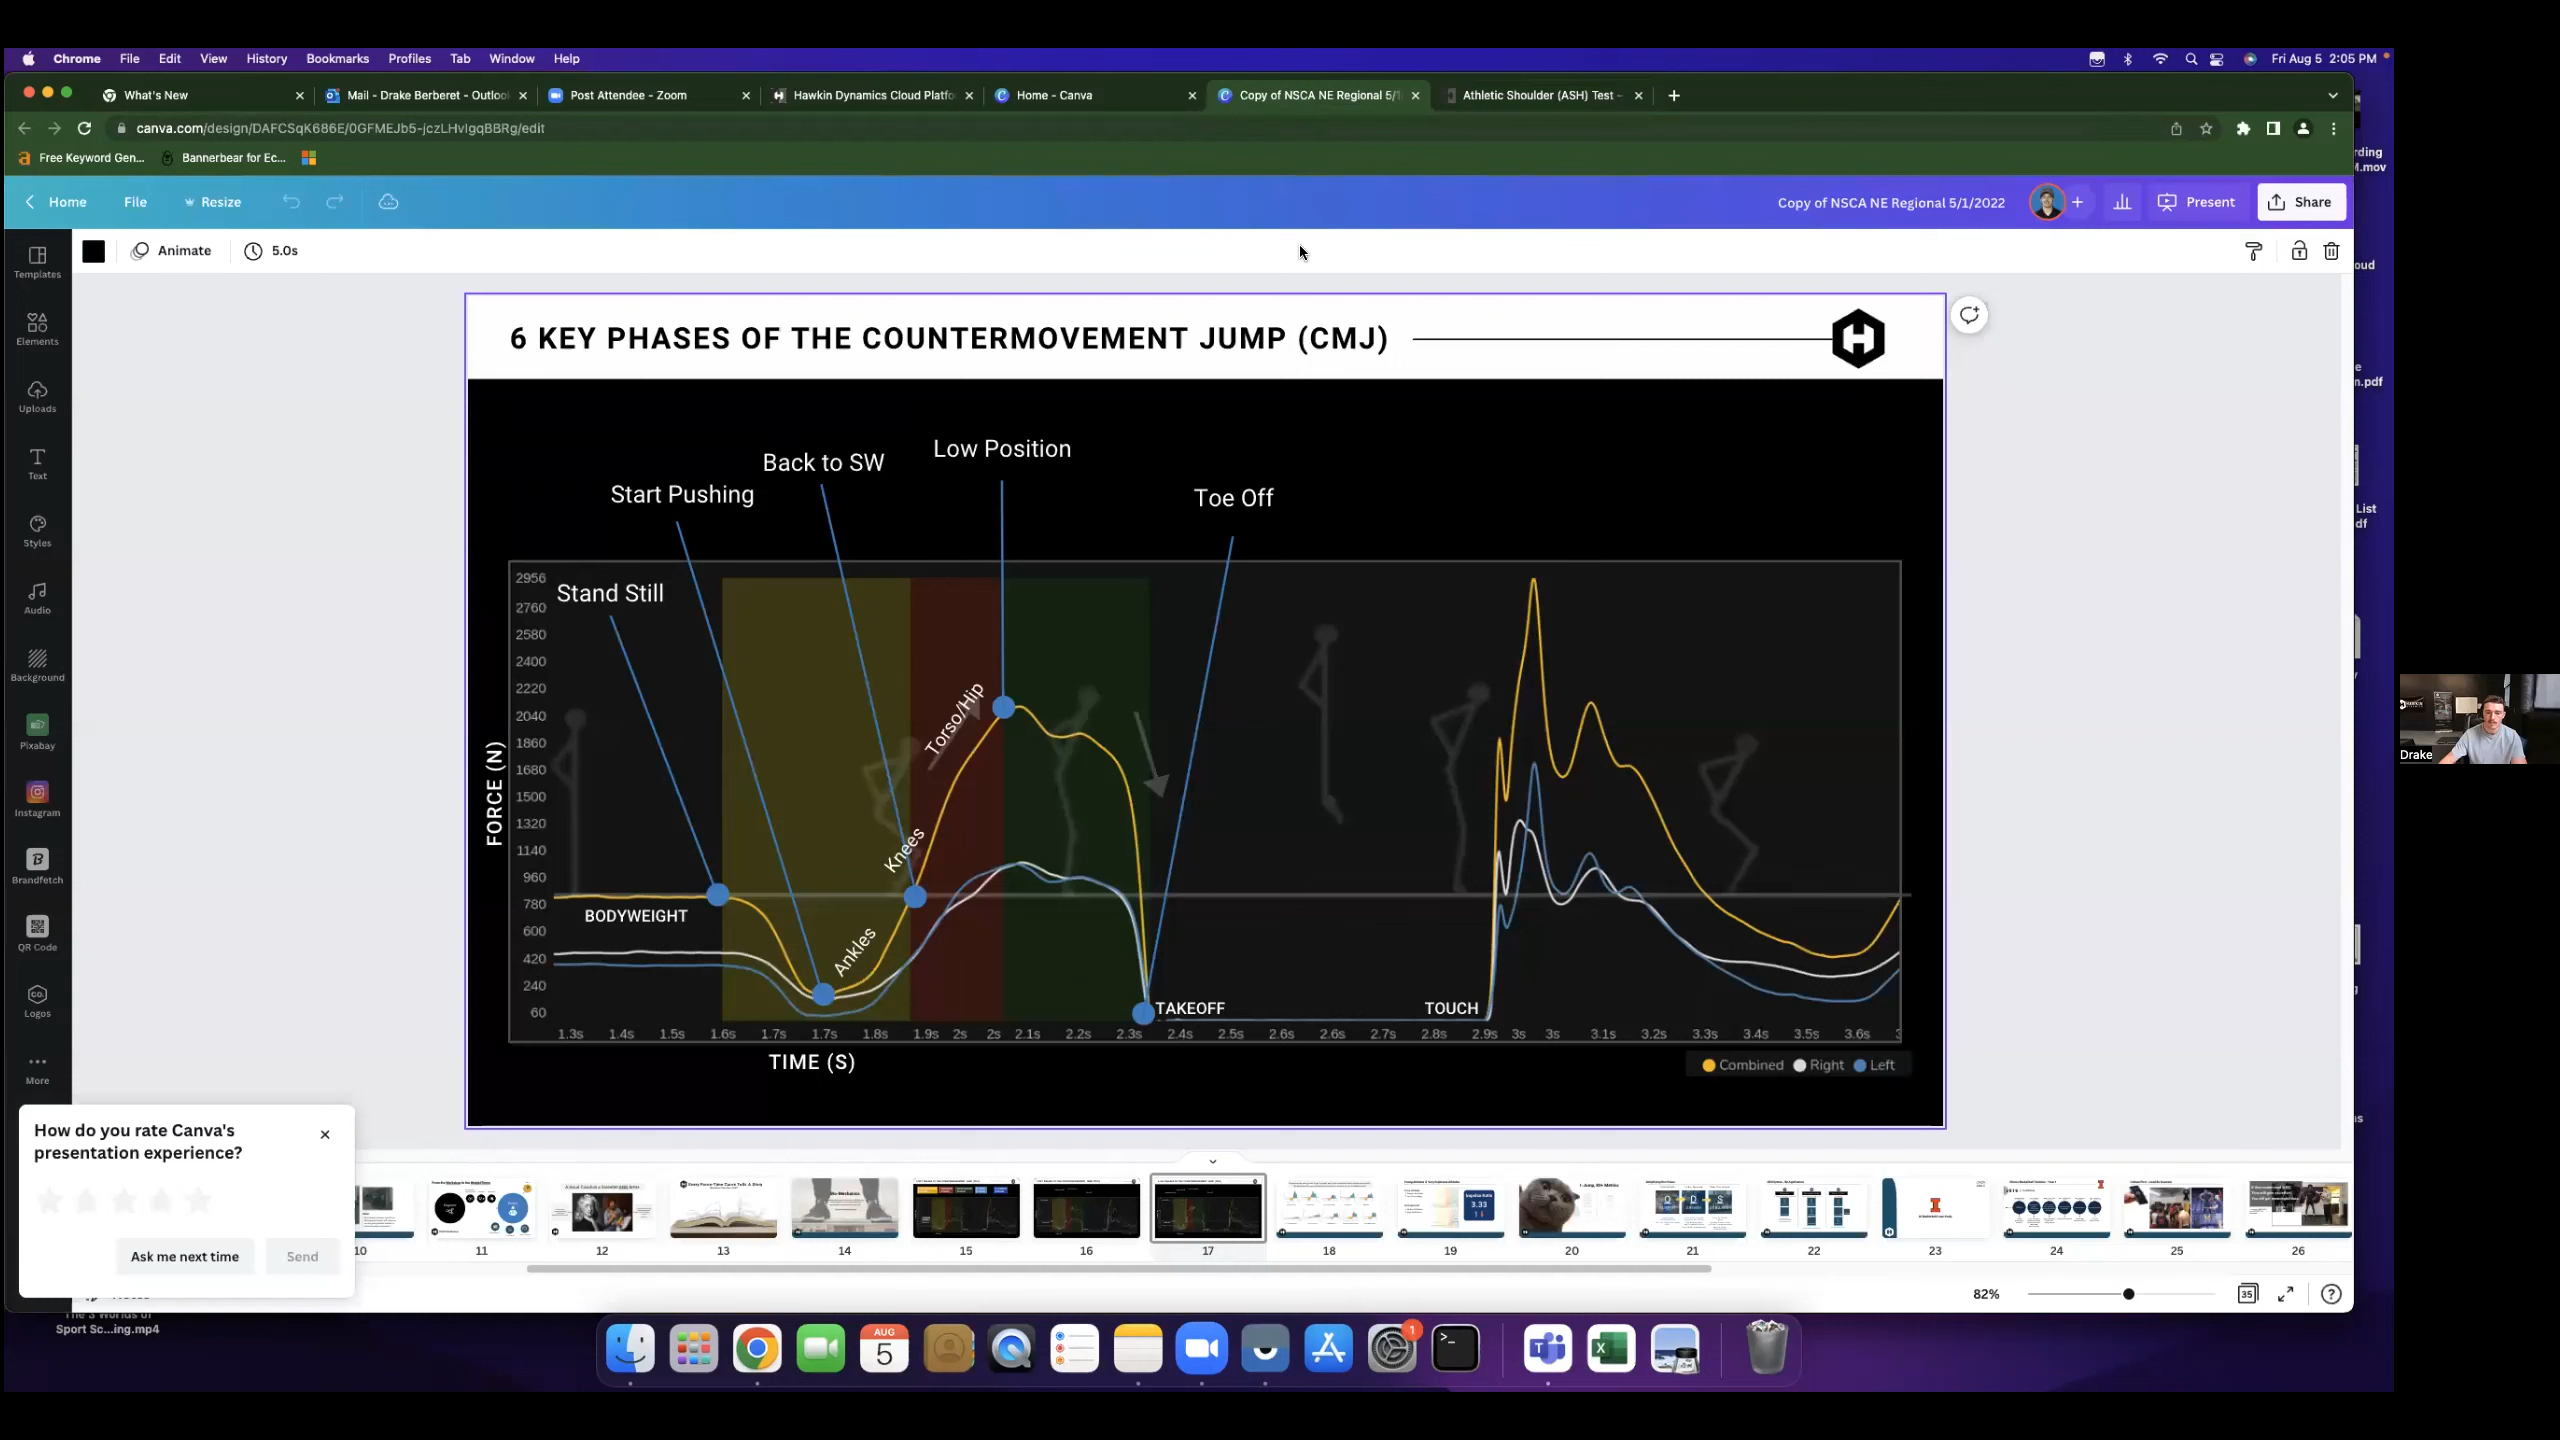 Chrome File Edit View History Bookmarks Profiles Tab Window Help
Fri Aug 5 2:05 PM
What's New
Mail - Drake Berberet - Outloo
Post Attendee - Zoom
Hawkin Dynamics Cloud Platfo
Home - Canva
Copy of NSCA NE Regional 5/1
Athletic Shoulder (ASH) Test -
canva.com/design/DAFCSqK686E/0GFMEJb5-jczLHvIgqBBRg/edit
Free Keyword Gen...
Bannerbear for Ec...
Home File Resize
Copy of NSCA NE Regional 5/1/2022
Present
Share
Animate
5.0s
Templates
Elements
Uploads
Text
Styles
Audio
Background
Pixabay
Instagram
Brandfetch
QR Code
Logos
More
6 KEY PHASES OF THE COUNTERMOVEMENT JUMP (CMJ)
Low Position
Back to SW
Start Pushing
Toe Off
Stand Still
Torso/Hip
Knees
Ankles
BODYWEIGHT
TAKEOFF
TOUCH
FORCE (N)
2956
2760
2580
2400
2220
2040
1860
1680
1500
1320
1140
960
780
600
420
240
60
1.3s 1.4s 1.5s 1.6s 1.7s 1.7s 1.8s 1.9s 2s 2s 2.1s 2.2s 2.3s 2.4s 2.5s 2.6s 2.6s 2.7s 2.8s 2.9s 3s 3s 3.1s 3.2s 3.3s 3.4s 3.5s 3.6s
TIME (S)
Combined Right Left
How do you rate Canva's
presentation experience?
Ask me next time
Send
10 11 12 13 14 15 16 17 18 19 20 21 22 23 24 25 26
82%
35
Sport Sc...ing.mp4
AUG
5
1
Drake
rding
.mov
oud
n.pdf
List
df